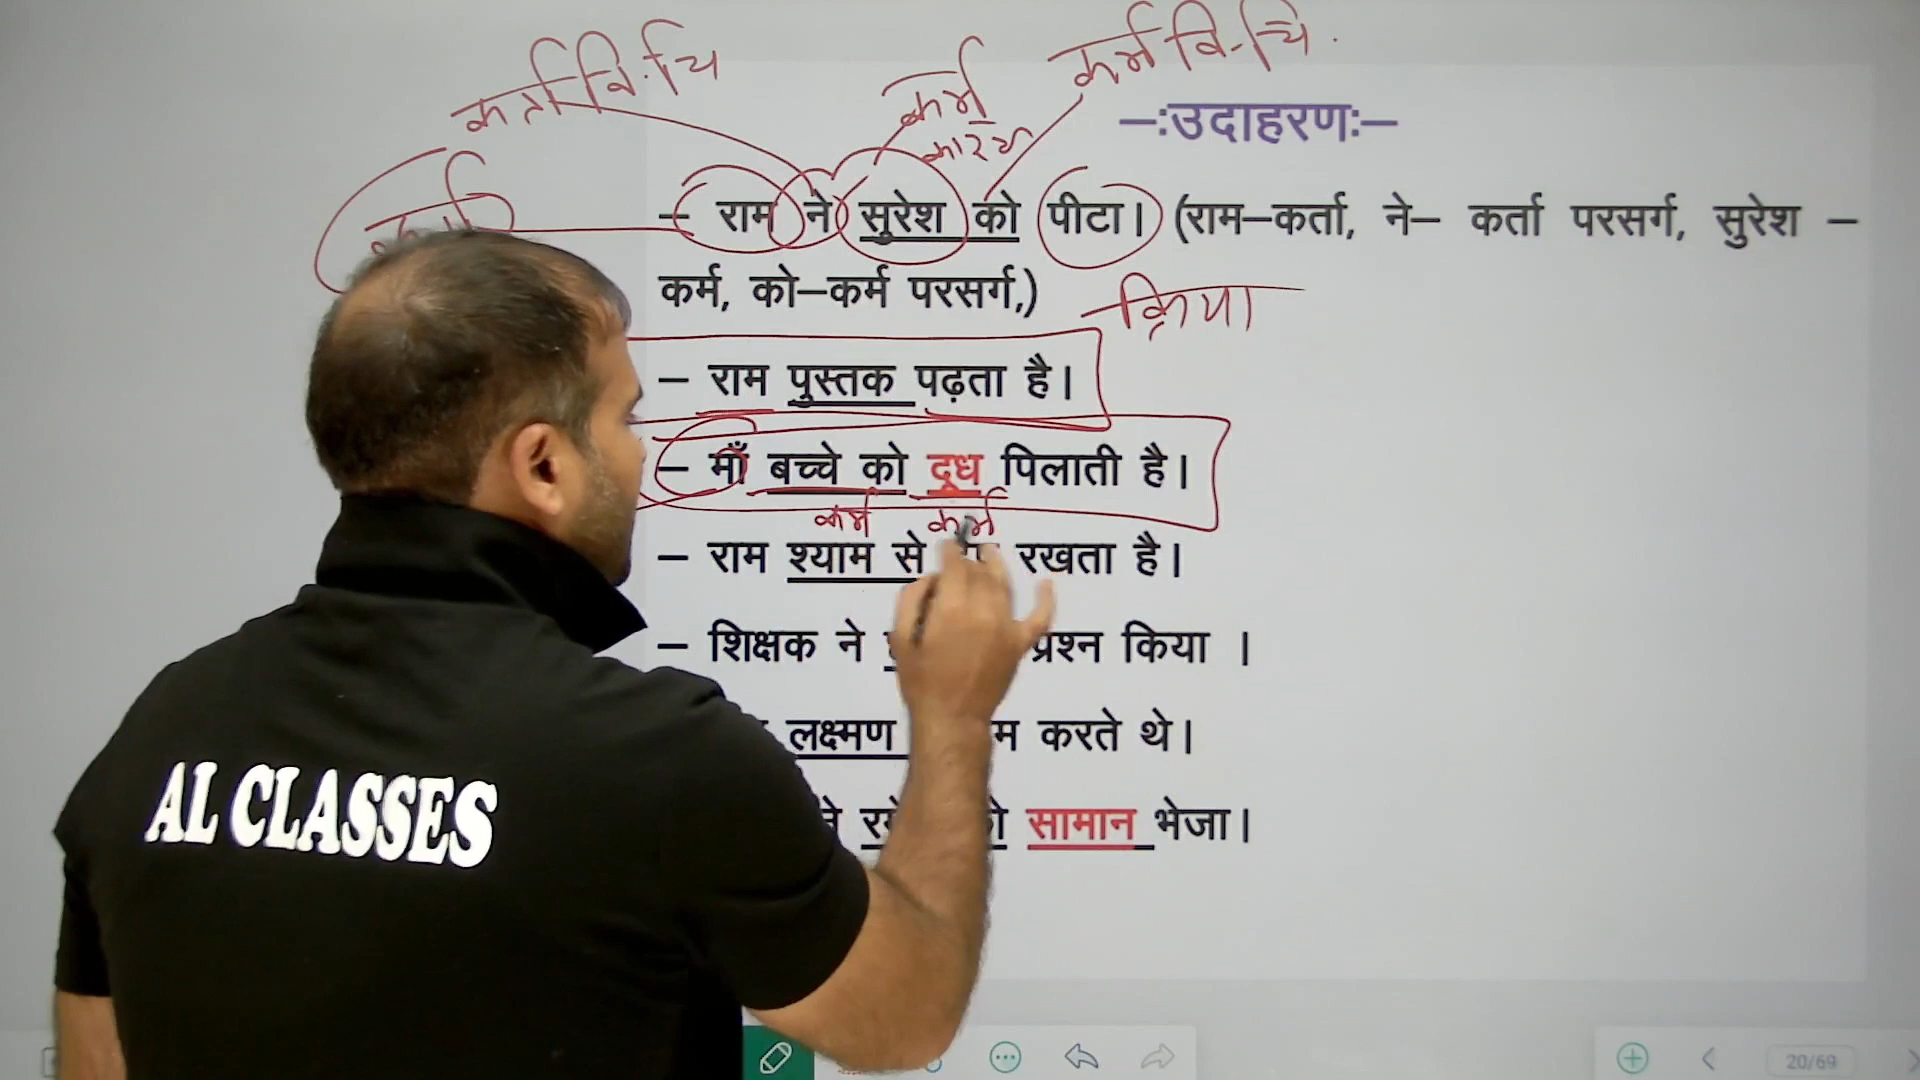 कर्ता वि. चि
कर्म
कारक
कर्म वि - चि .
–:उदाहरणः–
– राम ने सुरेश को पीटा। (राम–कर्ता, ने– कर्ता परसर्ग, सुरेश –
कर्म, को–कर्म परसर्ग,)
क्रिया
– राम पुस्तक पढ़ता है।
– माँ बच्चे को दूध पिलाती है।
कर्म कर्म
– राम श्याम से रखता है।
– शिक्षक ने प्रश्न किया ।
लक्ष्मण करते थे।
सामान भेजा।
AL CLASSES
20/69